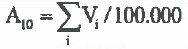 A₁₀ = ∑ᵢ Vᵢ / 100.000